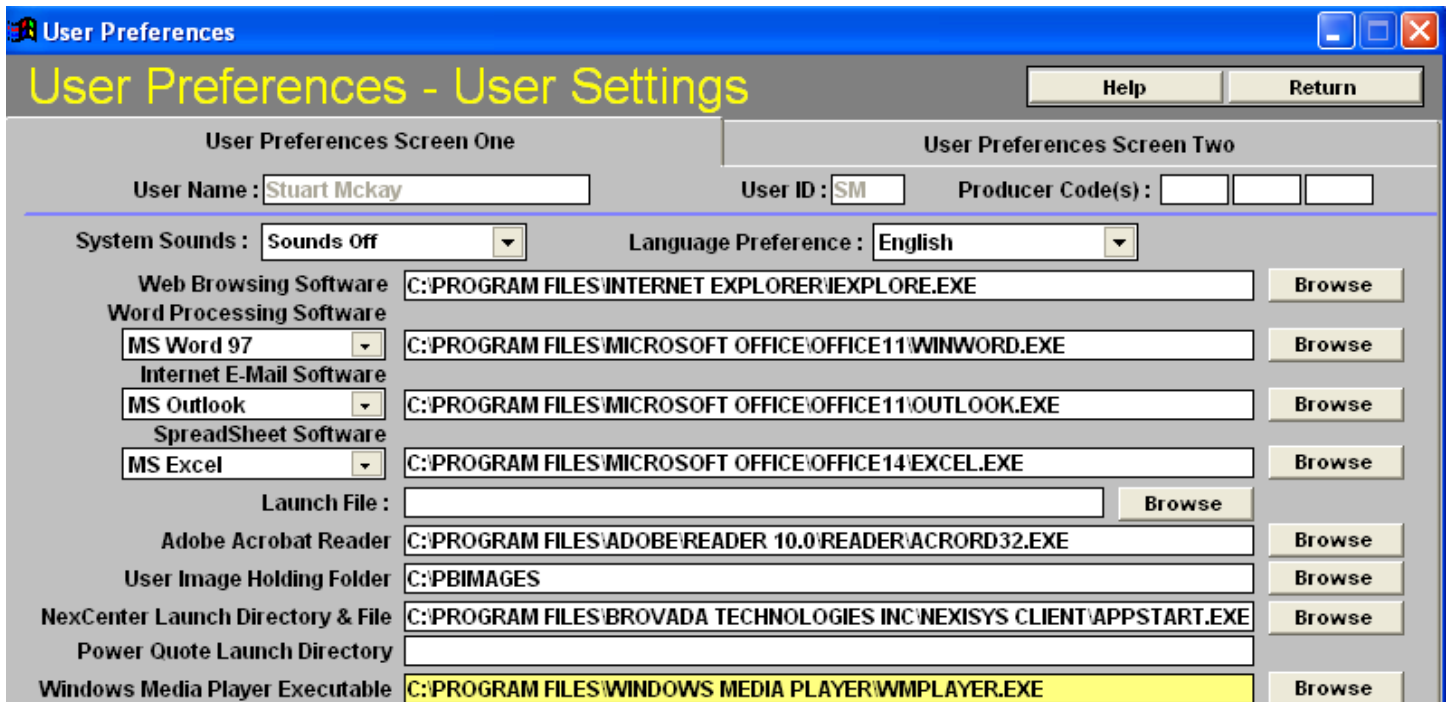 User Preferences
User Preferences - User Settings Help Return
User Preferences Screen One User Preferences Screen Two
User Name : Stuart Mckay User ID : SM Producer Code(s) :
System Sounds : Sounds Off Language Preference : English
Web Browsing Software C:\PROGRAM FILES\INTERNET EXPLORER\IEXPLORE.EXE Browse
Word Processing Software
MS Word 97 C:\PROGRAM FILES\MICROSOFT OFFICE\OFFICE11\WINWORD.EXE Browse
Internet E-Mail Software
MS Outlook C:\PROGRAM FILES\MICROSOFT OFFICE\OFFICE11\OUTLOOK.EXE Browse
SpreadSheet Software
MS Excel C:\PROGRAM FILES\MICROSOFT OFFICE\OFFICE14\EXCEL.EXE Browse
Launch File : Browse
Adobe Acrobat Reader C:\PROGRAM FILES\ADOBE\READER 10.0\READER\ACRORD32.EXE Browse
User Image Holding Folder C:\PBIMAGES Browse
NexCenter Launch Directory & File C:\PROGRAM FILES\BROVADA TECHNOLOGIES INC\NEXISYS CLIENT\APPSTART.EXE Browse
Power Quote Launch Directory
Windows Media Player Executable C:\PROGRAM FILES\WINDOWS MEDIA PLAYER\WMPLAYER.EXE Browse